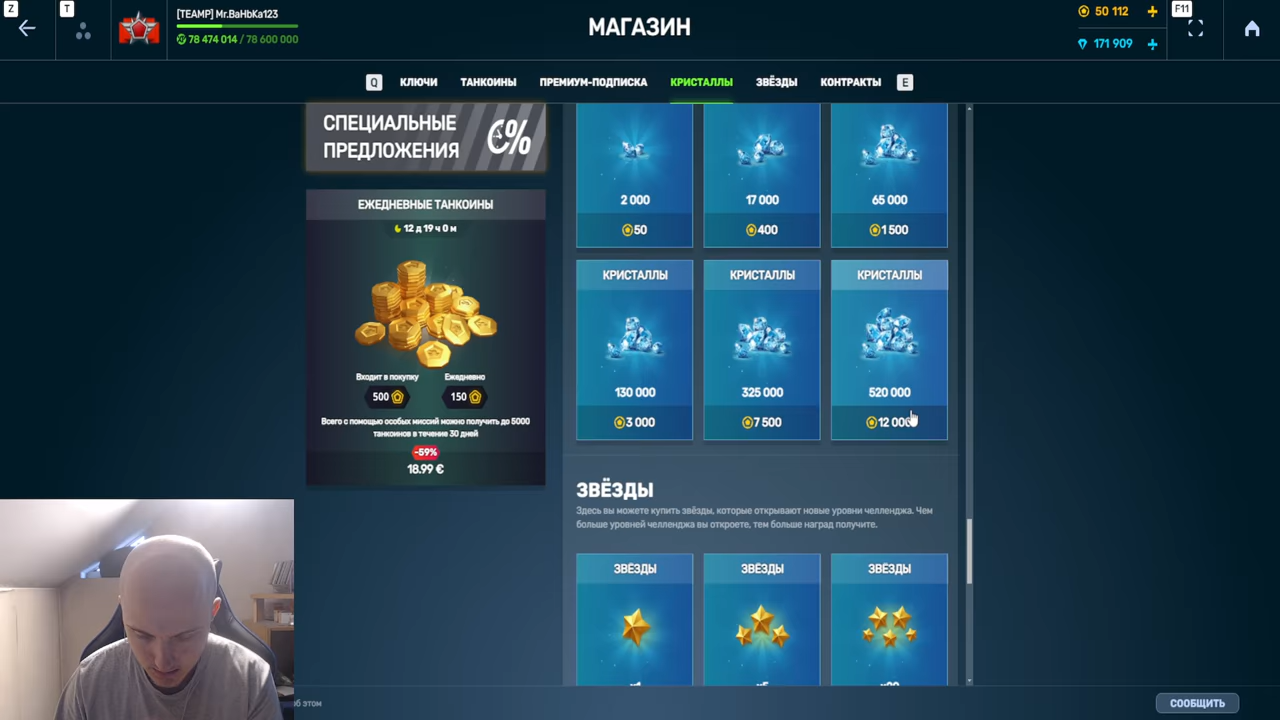 Z
T
[TEAMP] Mr.BaHbKa123
78 474 014 / 78 600 000
МАГАЗИН
50 112
171 909
F11
Q
КЛЮЧИ
ТАНКОИНЫ
ПРЕМИУМ-ПОДПИСКА
КРИСТАЛЛЫ
ЗВЁЗДЫ
КОНТРАКТЫ
E
СПЕЦИАЛЬНЫЕ
ПРЕДЛОЖЕНИЯ
%
ЕЖЕДНЕВНЫЕ ТАНКОИНЫ
12 д 19 ч 0 м
Входит в покупку
Ежедневно
500
150
Всего с помощью особых миссий можно получить до 5000
танкоинов в течение 30 дней
-59%
18.99 €
2 000
17 000
65 000
50
400
1 500
КРИСТАЛЛЫ
КРИСТАЛЛЫ
КРИСТАЛЛЫ
130 000
325 000
520 000
3 000
7 500
12 000
ЗВЁЗДЫ
Здесь вы можете купить звёзды, которые открывают новые уровни челленджа. Чем
больше уровней челленджа вы откроете, тем больше наград получите.
ЗВЁЗДЫ
ЗВЁЗДЫ
ЗВЁЗДЫ
об этом
СООБЩИТЬ